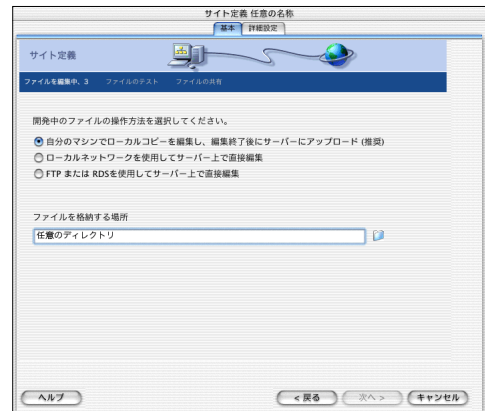 サイト定義 任意の名称
基本 詳細設定
サイト定義
ファイルを編集中、3 ファイルのテスト ファイルの共有
開発中のファイルの操作方法を選択してください。
自分のマシンでローカルコピーを編集し、編集終了後にサーバーにアップロード (推奨)
ローカルネットワークを使用してサーバー上で直接編集
FTP または RDSを使用してサーバー上で直接編集
ファイルを格納する場所
任意のディレクトリ
ヘルプ < 戻る 次へ > キャンセル